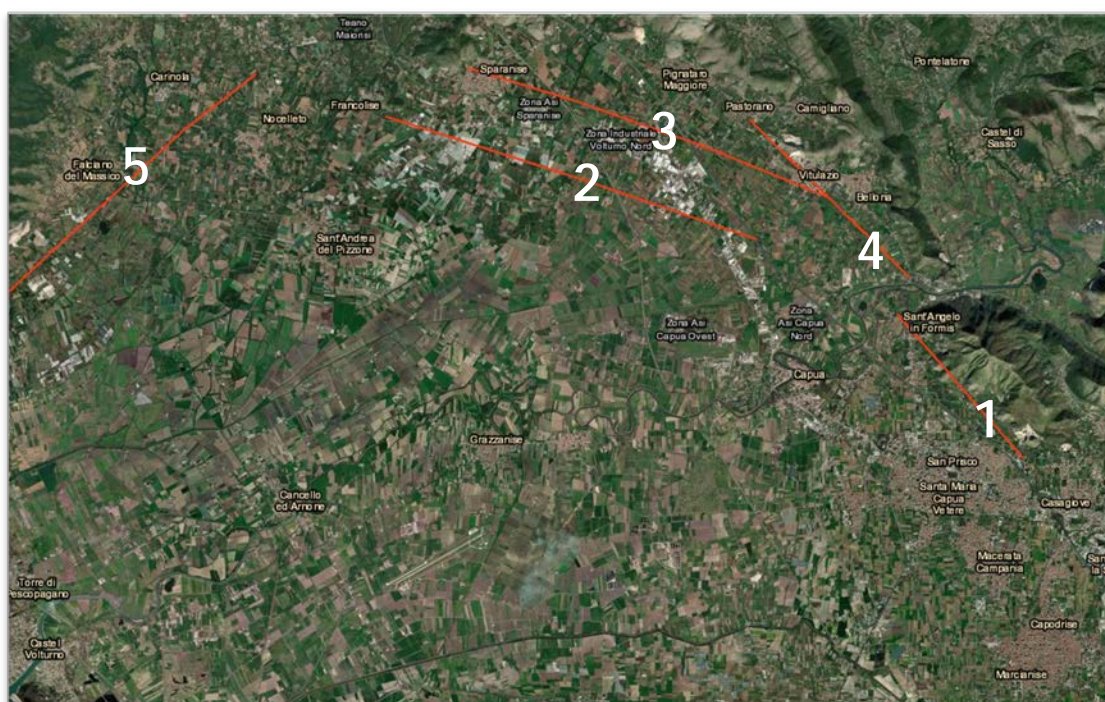 Teano
Maiorisi
Carinola
Sparanise
Pignataro
Maggiore
Pontelatone
Francolise
Zona Asi
Sparanise
Pastorano
Camigliano
Nocelleto
3
Zona Industriale
Volturno Nord
Castel di
Sasso
5
Falciano
del Massico
2
Vitulazio
Bellona
Sant'Andrea
del Pizzone
4
Zona Asi
Capua Ovest
Zona
Asi Capua
Nord
Sant'Angelo
in Formis
Capua
1
Grazzanise
San Prisco
Cancello
ed Arnone
Santa Maria
Capua
Vetere
Casagiove
Macerata
Campania
San
la S
Torre di
Pescopagano
Capodrise
Castel
Volturno
Marcianise